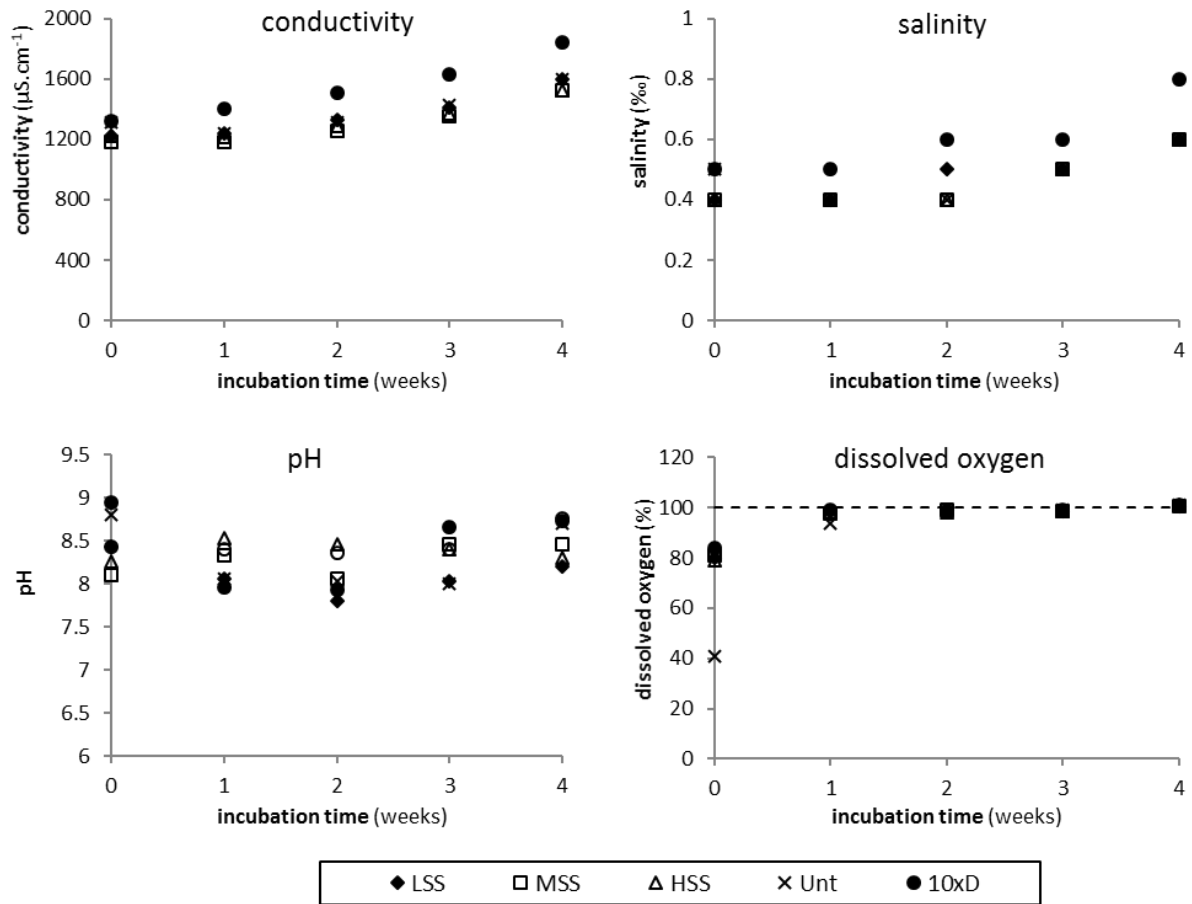 conductivity
conductivity (µS.cm-1)
2000
1600
1200
800
400
0
0 1 2 3 4
incubation time (weeks)
salinity
salinity (‰)
1
0.8
0.6
0.4
0.2
0
0 1 2 3 4
incubation time (weeks)
pH
pH
9.5
9
8.5
8
7.5
7
6.5
6
0 1 2 3 4
incubation time (weeks)
dissolved oxygen
dissolved oxygen (%)
120
100
80
60
40
20
0
0 1 2 3 4
incubation time (weeks)
LSS MSS HSS Unt 10xD